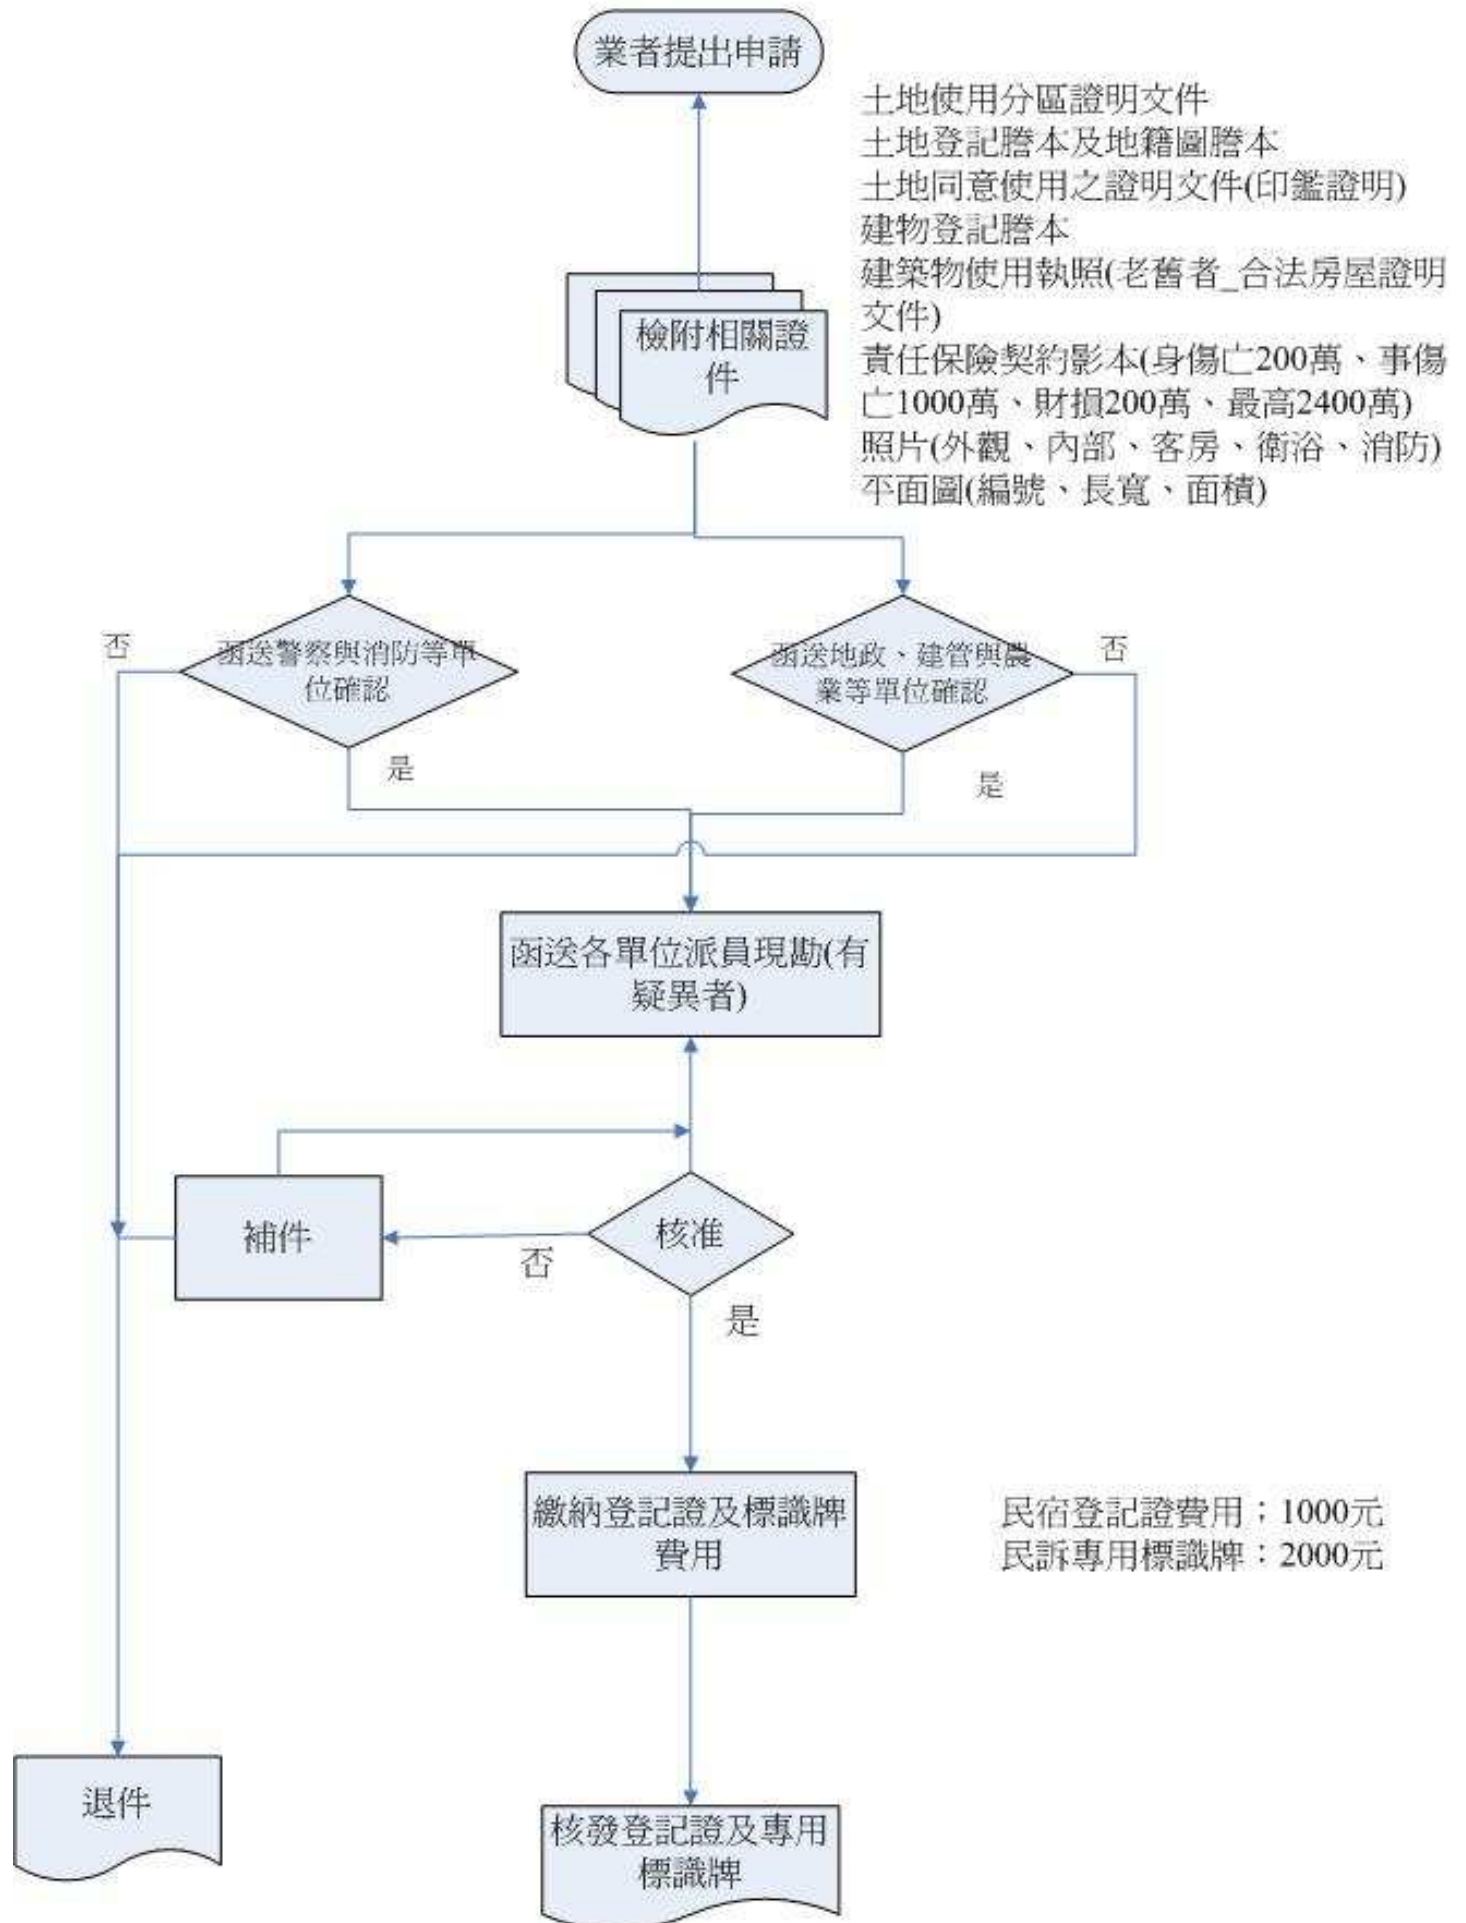 業者提出申請
土地使用分區證明文件
土地登記謄本及地籍圖謄本
土地同意使用之證明文件(印鑑證明)
建物登記謄本
建築物使用執照(老舊者_合法房屋證明
文件)
責任保險契約影本(身傷亡200萬、事傷
亡1000萬、財損200萬、最高2400萬)
照片(外觀、內部、客房、衛浴、消防)
平面圖(編號、長寬、面積)
檢附相關證
件
否
函送警察與消防等單
位確認
是
函送地政、建管與農
業等單位確認
否
是
函送各單位派員現勘(有
疑異者)
補件
否
核准
是
繳納登記證及標識牌
費用
民宿登記證費用；1000元
民訴專用標識牌：2000元
退件
核發登記證及專用
標識牌